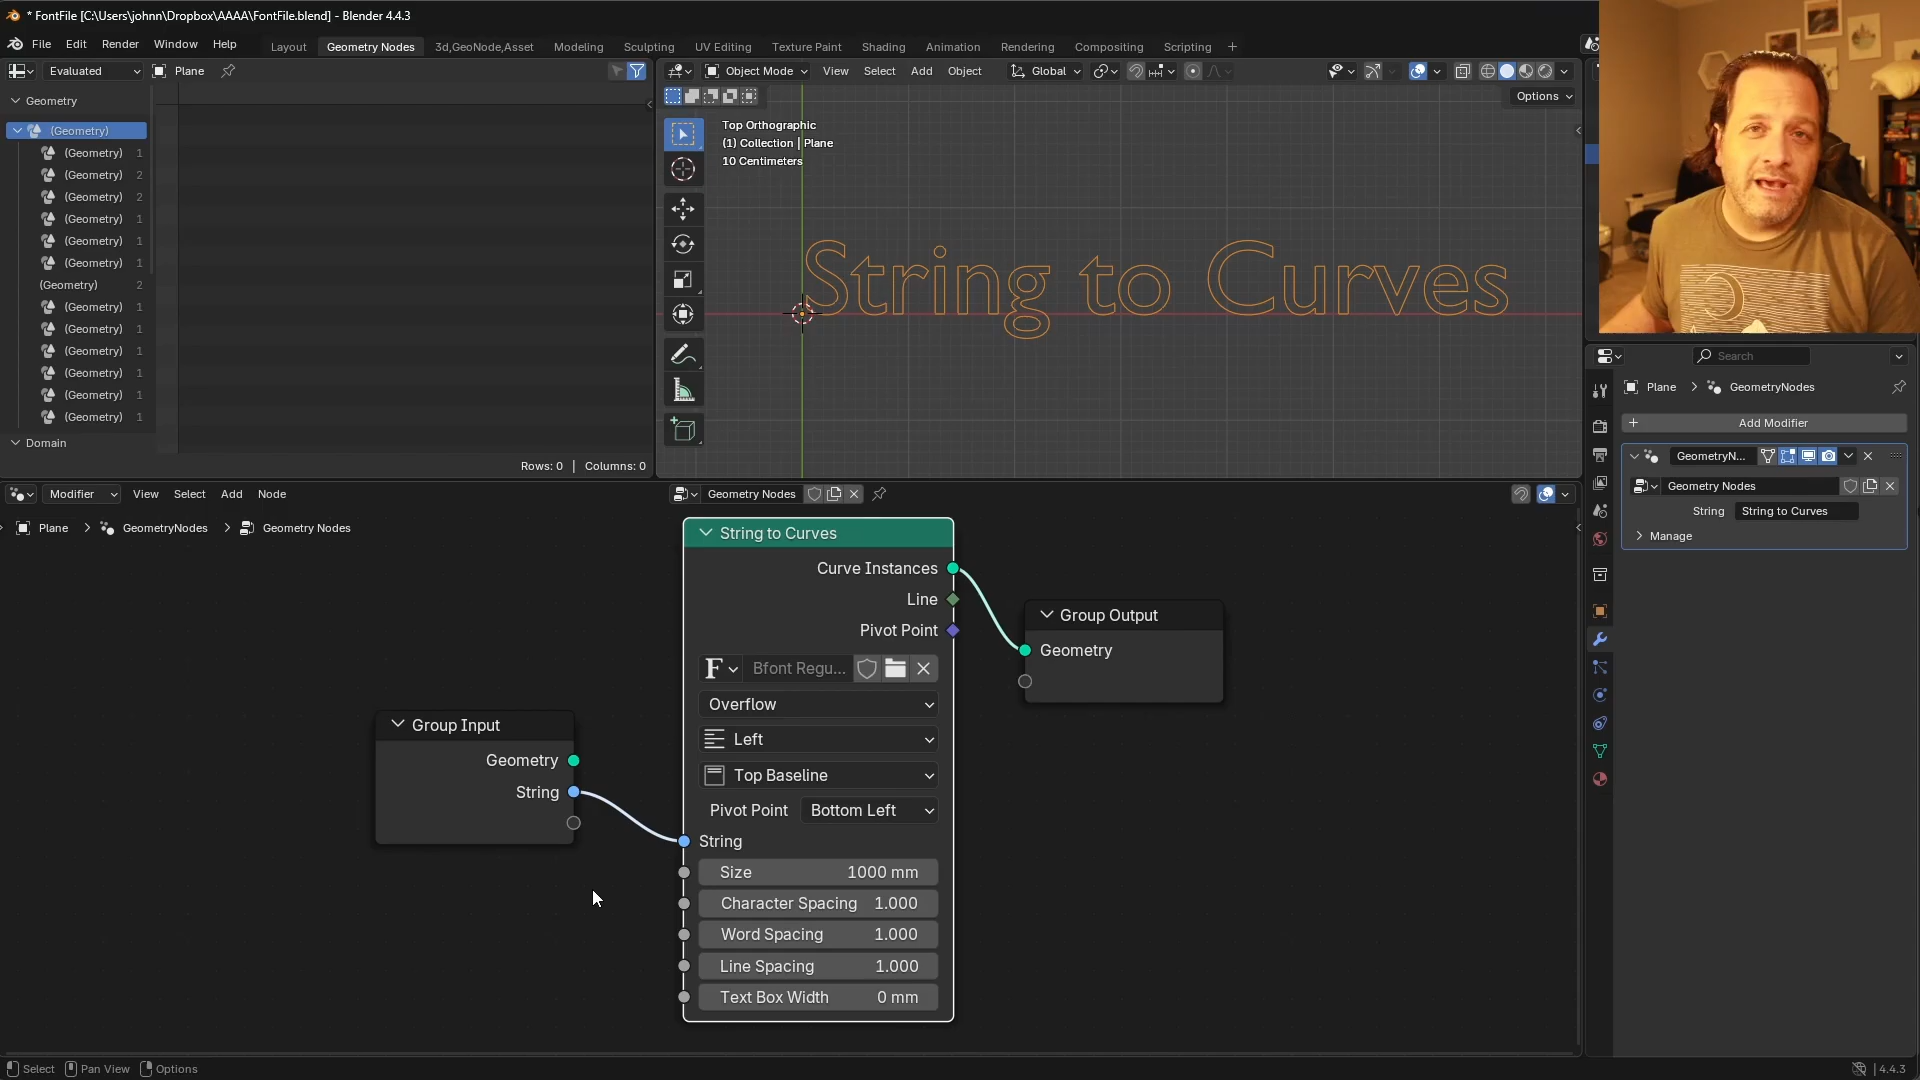 * FontFile [C:\Users\johnn\Dropbox\AAAA\FontFile.blend] - Blender 4.4.3
File Edit Render Window Help Layout Geometry Nodes 3d,GeoNode,Asset Modeling Sculpting UV Editing Texture Paint Shading Animation Rendering Compositing Scripting +
Evaluated Plane
Object Mode View Select Add Object Global
Options
Geometry
(Geometry)
(Geometry) 1
(Geometry) 2
(Geometry) 2
(Geometry) 1
(Geometry) 1
(Geometry) 1
(Geometry) 2
(Geometry) 1
(Geometry) 1
(Geometry) 1
(Geometry) 1
(Geometry) 1
(Geometry) 1
Domain
Rows: 0 | Columns: 0
Top Orthographic
(1) Collection | Plane
10 Centimeters
String to Curves
Search
Plane > GeometryNodes
+ Add Modifier
GeometryN...
Geometry Nodes
String String to Curves
Manage
Modifier View Select Add Node Geometry Nodes
Plane > GeometryNodes > Geometry Nodes
String to Curves
Curve Instances
Line
Pivot Point
F Bfont Regu...
Overflow
Left
Top Baseline
Pivot Point Bottom Left
String
Size 1000 mm
Character Spacing 1.000
Word Spacing 1.000
Line Spacing 1.000
Text Box Width 0 mm
Group Input
Geometry
String
Group Output
Geometry
Select Pan View Options 4.4.3